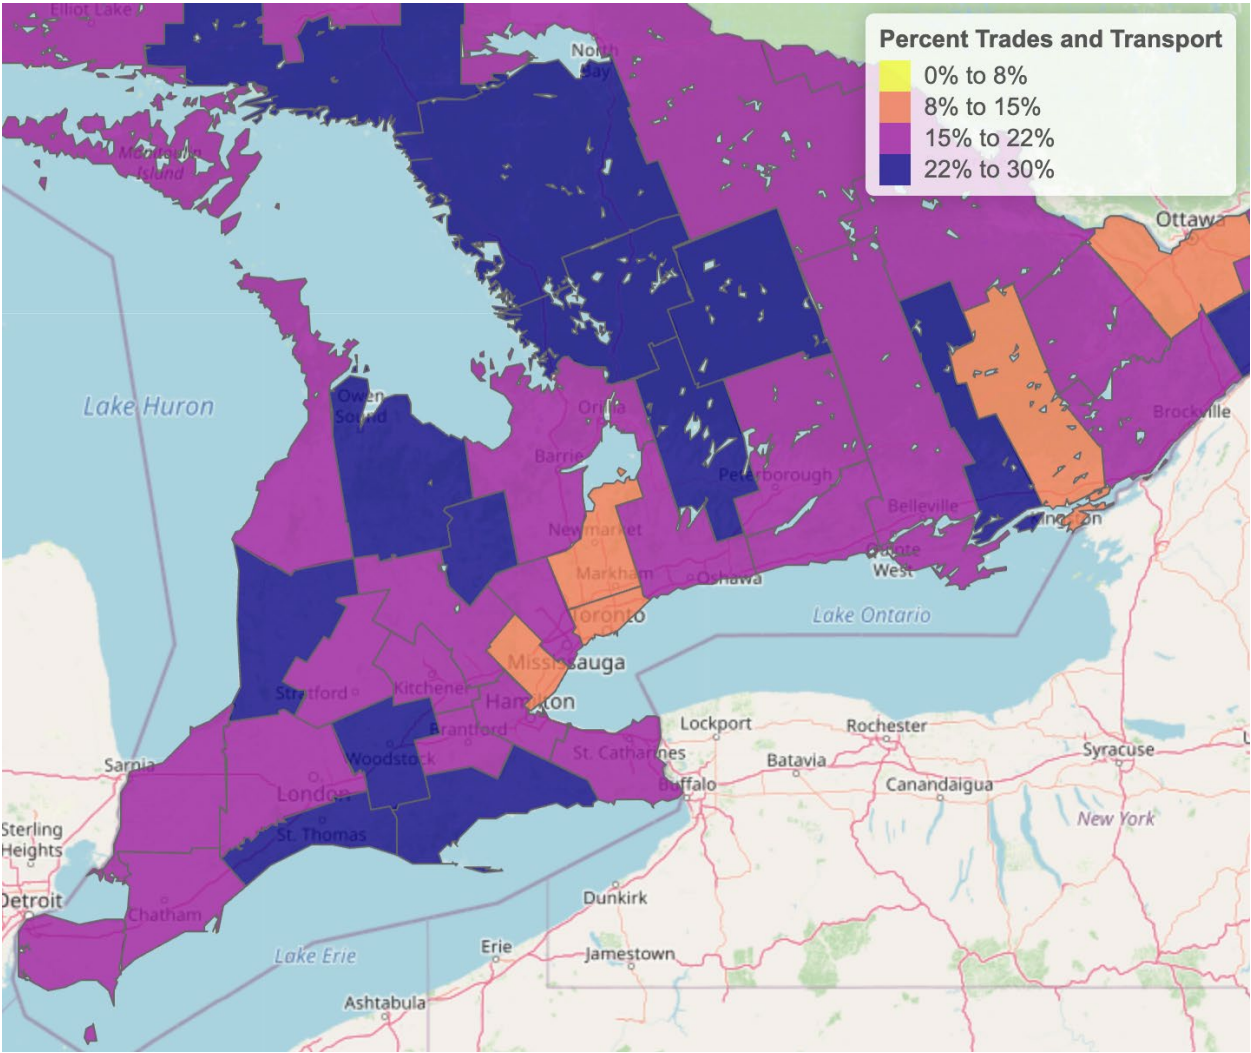 Elliot Lake
North
Bay
Percent Trades and Transport
0% to 8%
8% to 15%
15% to 22%
22% to 30%
Manitoulin
Island
Ottawa
Lake Huron
Owen
Sound
Orillia
Brockville
Barrie
Peterborough
Belleville
Kingston
Newmarket
Quinte
West
Markham
Oshawa
Toronto
Lake Ontario
Mississauga
Stratford
Kitchener
Hamilton
Brantford
Lockport
Rochester
St. Catharines
Syracuse
Woodstock
Batavia
Sarnia
Buffalo
Canandaigua
London
New York
Sterling
Heights
St. Thomas
Detroit
Dunkirk
Chatham
Erie
Jamestown
Lake Erie
Ashtabula